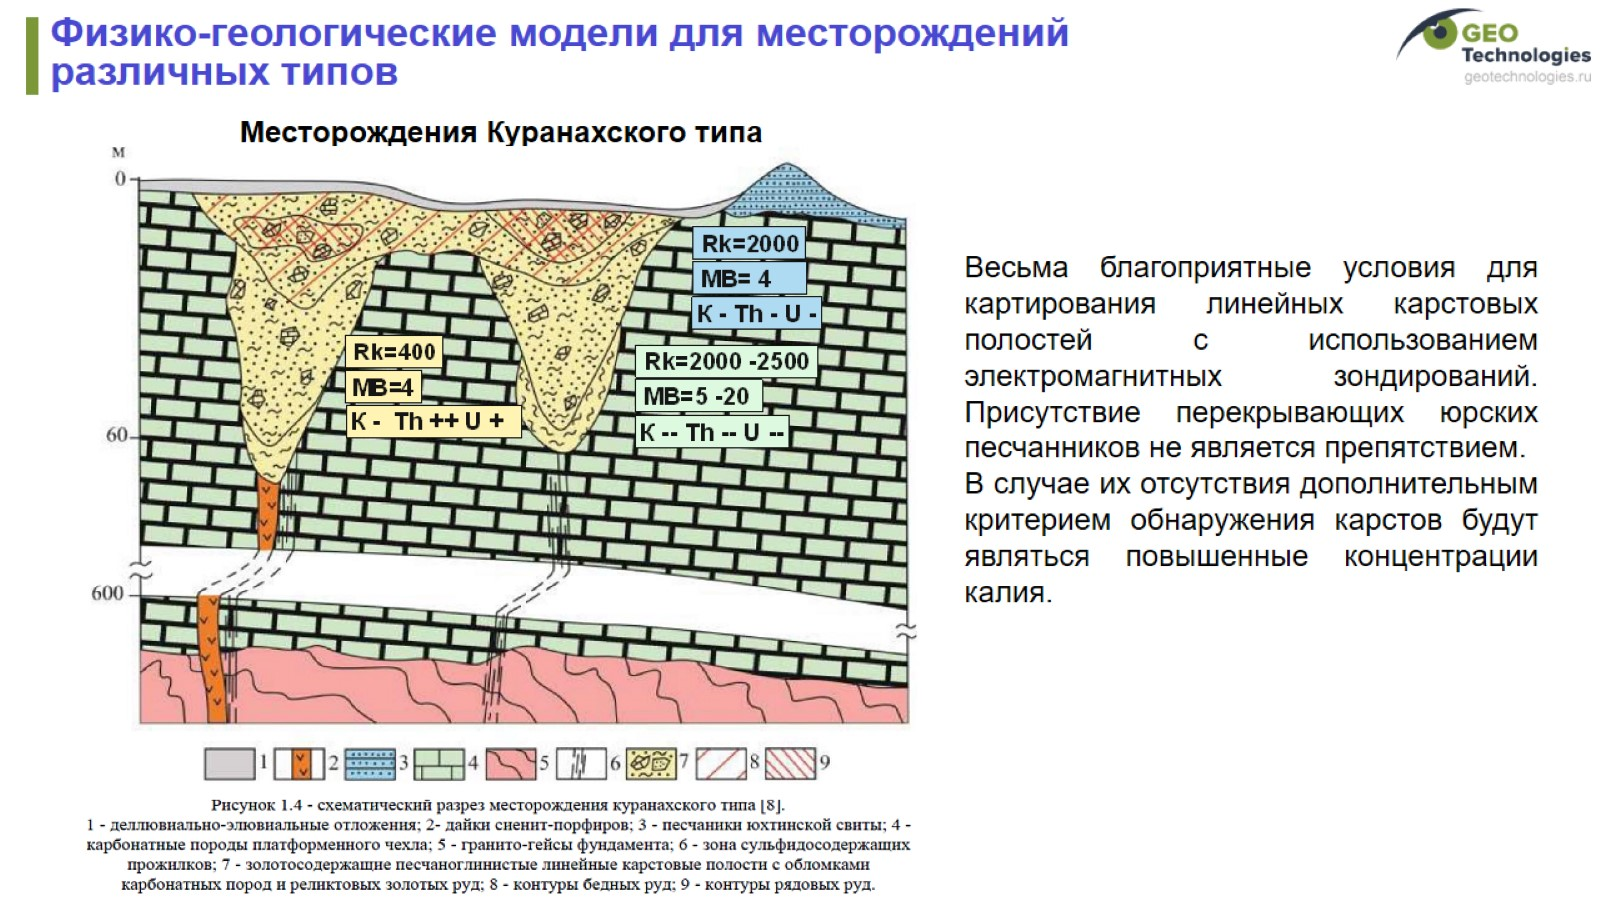 Физико-геологические модели для месторождений
различных типов
GEO
Technologies
geotechnologies.ru
Месторождения Куранахского типа
м
0
60
600
Rk=2000
МВ= 4
К - Th - U -
Rk=400
МВ=4
К - Th ++ U +
Rk=2000 -2500
МВ=5 -20
К -- Th -- U --
Весьма благоприятные условия для
картирования линейных карстовых
полостей с использованием
электромагнитных зондирований.
Присутствие перекрывающих юрских
песчанников не является препятствием.
В случае их отсутствия дополнительным
критерием обнаружения карстов будут
являться повышенные концентрации
калия.
1 2 3 4 5 6 7 8 9
Рисунок 1.4 - схематический разрез месторождения куранахского типа [8].
1 - деллювиально-элювиальные отложения; 2- дайки сиенит-порфиров; 3 - песчаники юхтинской свиты; 4 -
карбонатные породы платформенного чехла; 5 - гранито-гейсы фундамента; 6 - зона сульфидосодержащих
прожилков; 7 - золотосодержащие песчаноглинистые линейные карстовые полости с обломками
карбонатных пород и реликтовых золотых руд; 8 - контуры бедных руд; 9 - контуры рядовых руд.